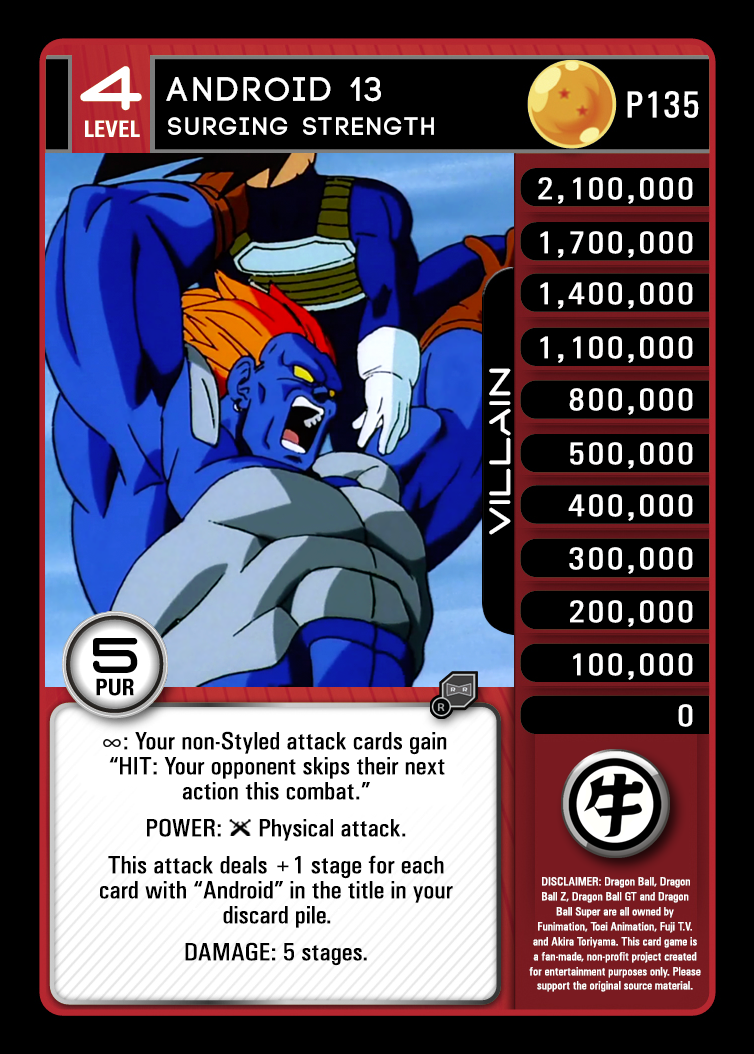 4
LEVEL
ANDROID 13
SURGING STRENGTH
P135
2,100,000
1,700,000
1,400,000
1,100,000
800,000
500,000
400,000
300,000
200,000
100,000
0
VILLAIN
5
PUR
R R
R
∞: Your non-Styled attack cards gain
“HIT: Your opponent skips their next
action this combat.”
POWER: Physical attack.
This attack deals +1 stage for each
card with “Android” in the title in your
discard pile.
DAMAGE: 5 stages.
牛
DISCLAIMER: Dragon Ball, Dragon
Ball Z, Dragon Ball GT and Dragon
Ball Super are all owned by
Funimation, Toei Animation, Fuji T.V.
and Akira Toriyama. This card game is
a fan-made, non-profit project created
for entertainment purposes only. Please
support the original source material.